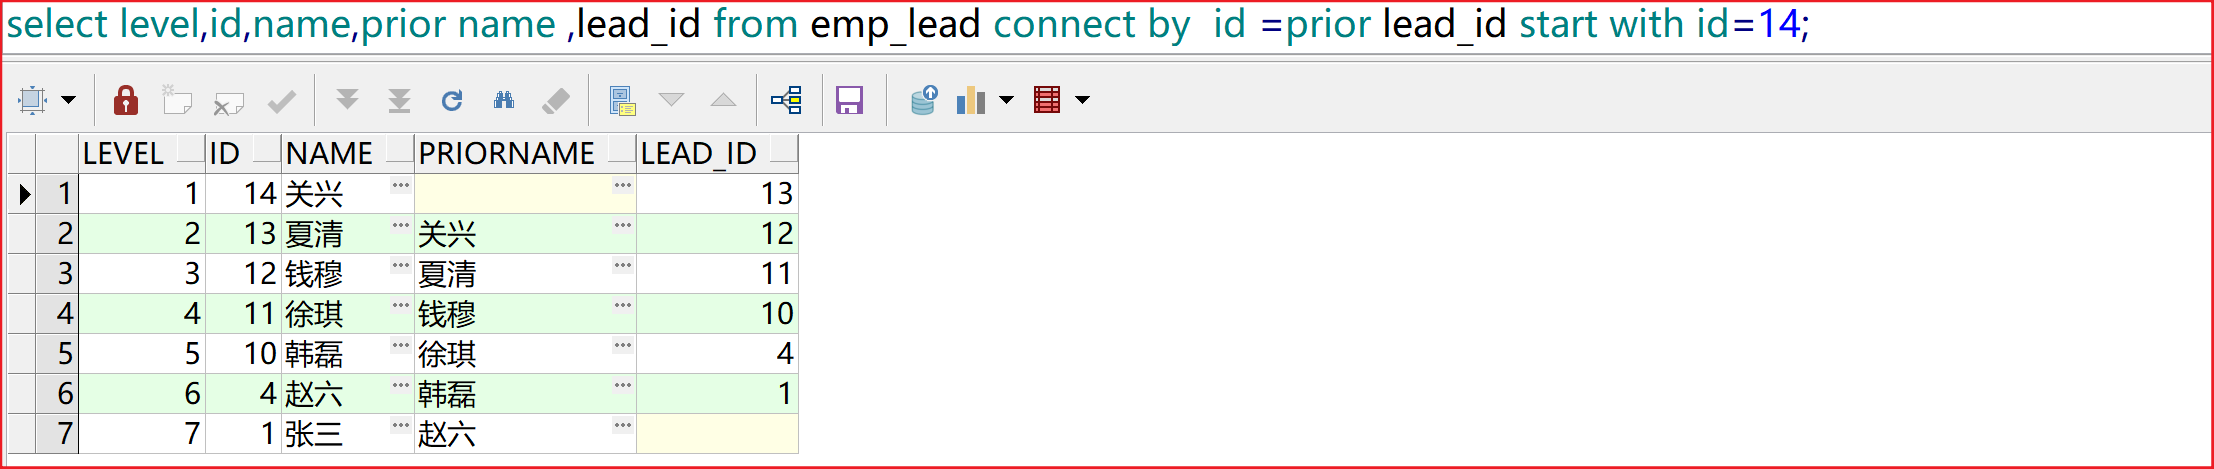 select level,id,name,prior name ,lead_id from emp_lead connect by  id =prior lead_id start with id=14;
LEVEL ID NAME PRIORNAME LEAD_ID
1 1 14 关兴 ··· ··· 13
2 2 13 夏清 ··· 关兴 ··· 12
3 3 12 钱穆 ··· 夏清 ··· 11
4 4 11 徐琪 ··· 钱穆 ··· 10
5 5 10 韩磊 ··· 徐琪 ··· 4
6 6 4 赵六 ··· 韩磊 ··· 1
7 7 1 张三 ··· 赵六 ···